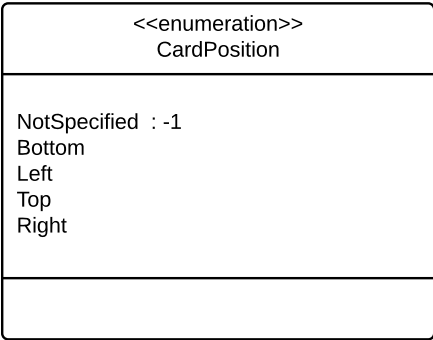 <<enumeration>>
CardPosition
NotSpecified : -1
Bottom
Left
Top
Right